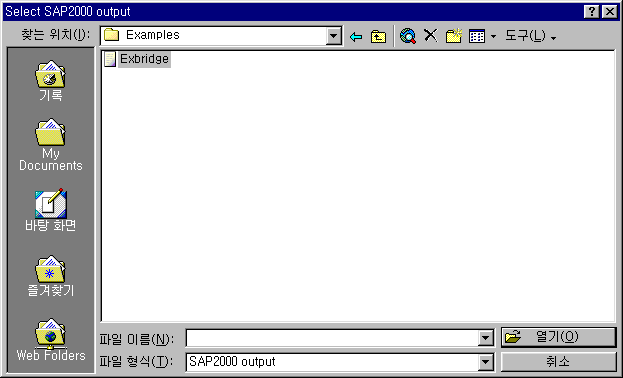 Select SAP2000 output
찾는 위치(I):
Examples
도구(L)
Exbridge
기록
My
Documents
바탕 화면
즐겨찾기
Web Folders
파일 이름(N):
열기(O)
파일 형식(T):
SAP2000 output
취소